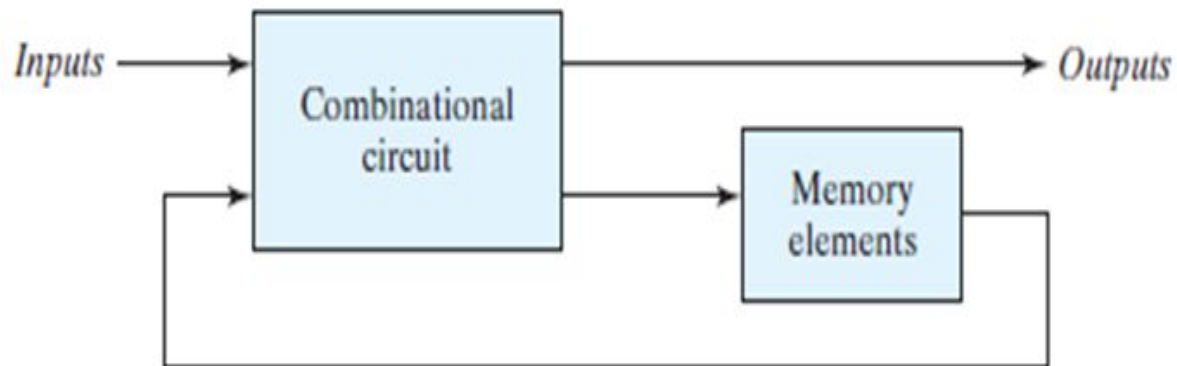 Inputs
Outputs
Combinational
circuit
Memory
elements